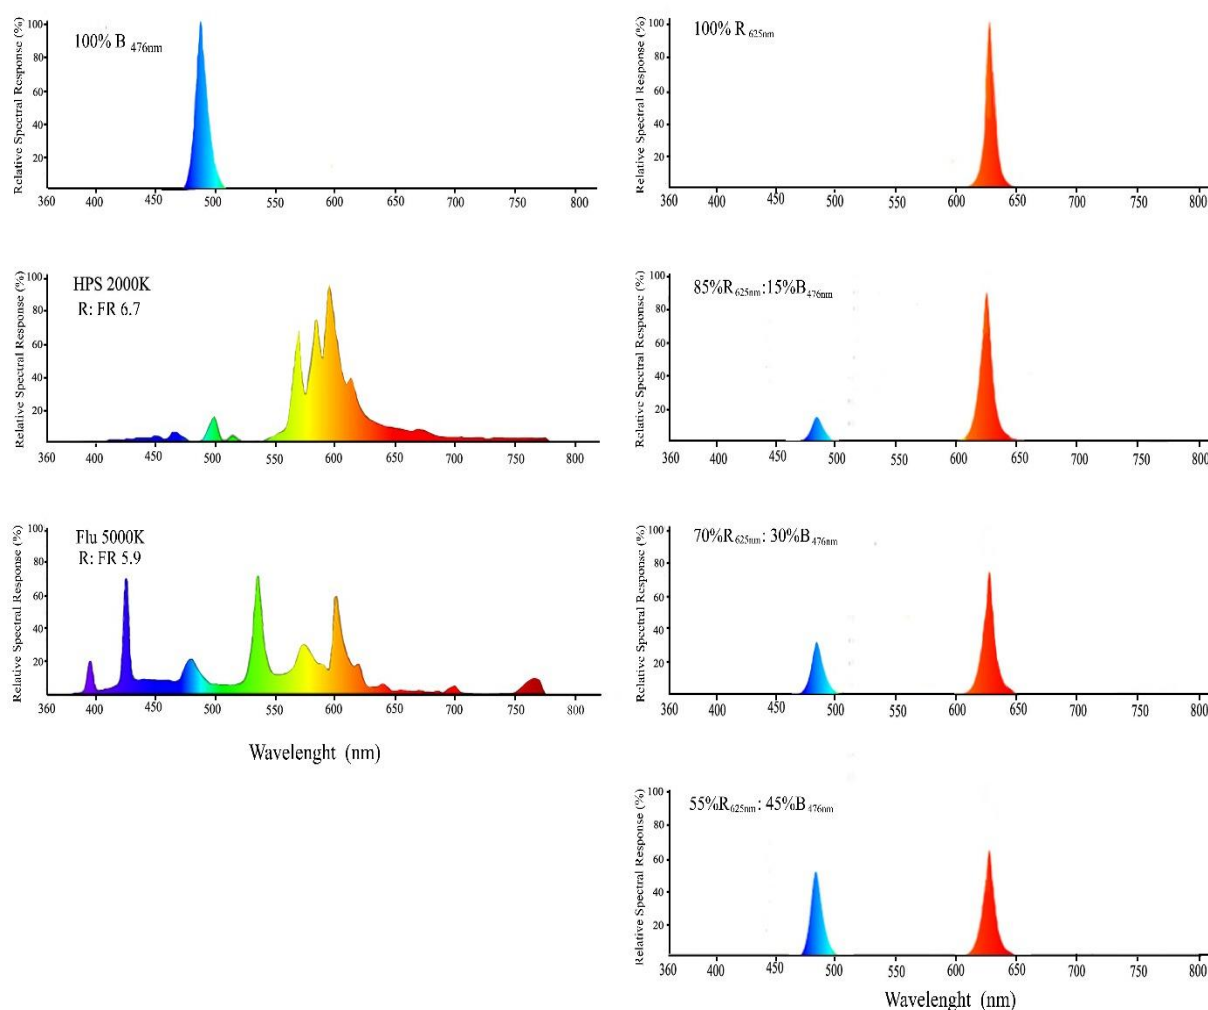 Relative Spectral Response (%)
100
80
60
40
20
100% B 476nm
360 400 450 500 550 600 650 700 750 800
Relative Spectral Response (%)
100
80
60
40
20
HPS 2000K
R: FR 6.7
360 400 450 500 550 600 650 700 750 800
Relative Spectral Response (%)
100
80
60
40
20
Flu 5000K
R: FR 5.9
360 400 450 500 550 600 650 700 750 800
Wavelenght (nm)
Relative Spectral Response (%)
100
80
60
40
20
100% R 625nm
360 400 450 500 550 600 650 700 750 800
Relative Spectral Response (%)
100
80
60
40
20
85%R625nm:15%B476nm
360 400 450 500 550 600 650 700 750 800
Relative Spectral Response (%)
100
80
60
40
20
70%R625nm: 30%B476nm
360 400 450 500 550 600 650 700 750 800
Relative Spectral Response (%)
100
80
60
40
20
55%R625nm: 45%B476nm
360 400 450 500 550 600 650 700 750 800
Wavelenght (nm)